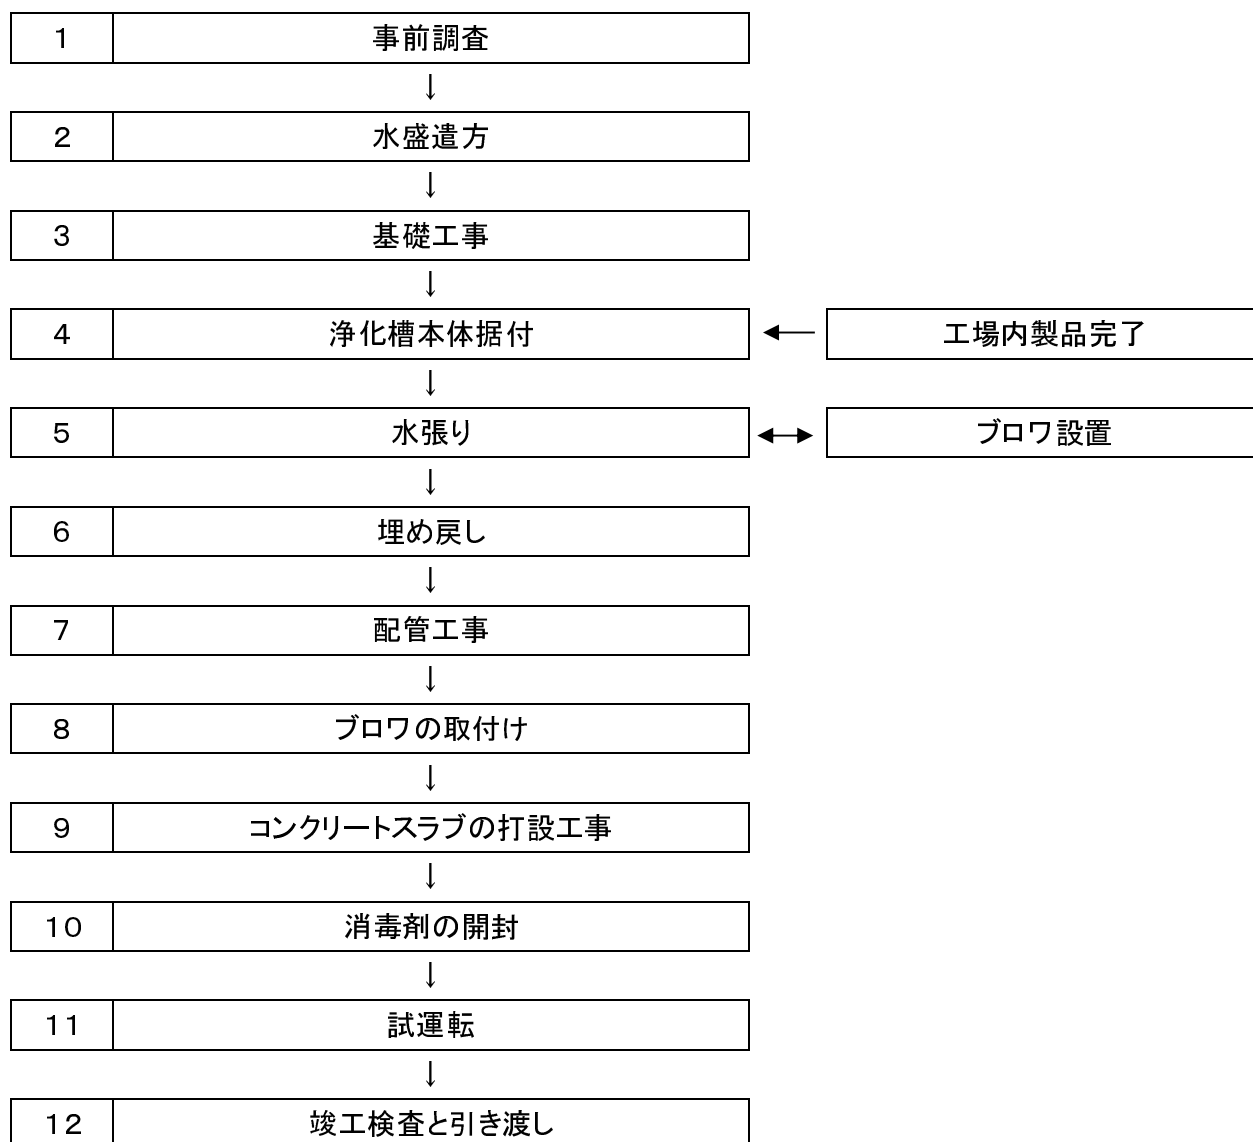 1 事前調査
↓
2 水盛遣方
↓
3 基礎工事
↓
4 浄化槽本体据付 ← 工場内製品完了
↓
5 水張り ↔ ブロワ設置
↓
6 埋め戻し
↓
7 配管工事
↓
8 ブロワの取付け
↓
9 コンクリートスラブの打設工事
↓
10 消毒剤の開封
↓
11 試運転
↓
12 竣工検査と引き渡し